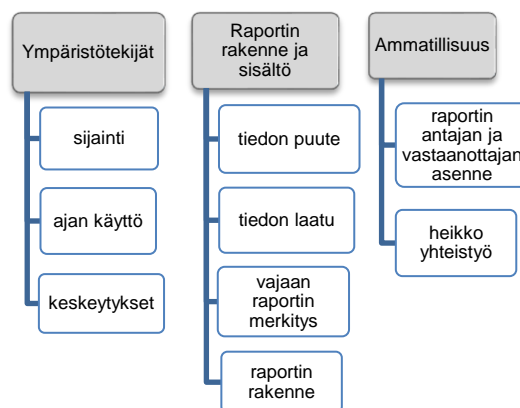 Ympäristötekijät
sijainti
ajan käyttö
keskeytykset
Raportin
rakenne ja
sisältö
tiedon puute
tiedon laatu
vajaan
raportin
merkitys
raportin
rakenne
Ammatillisuus
raportin
antajan ja
vastaanottajan
asenne
heikko
yhteistyö